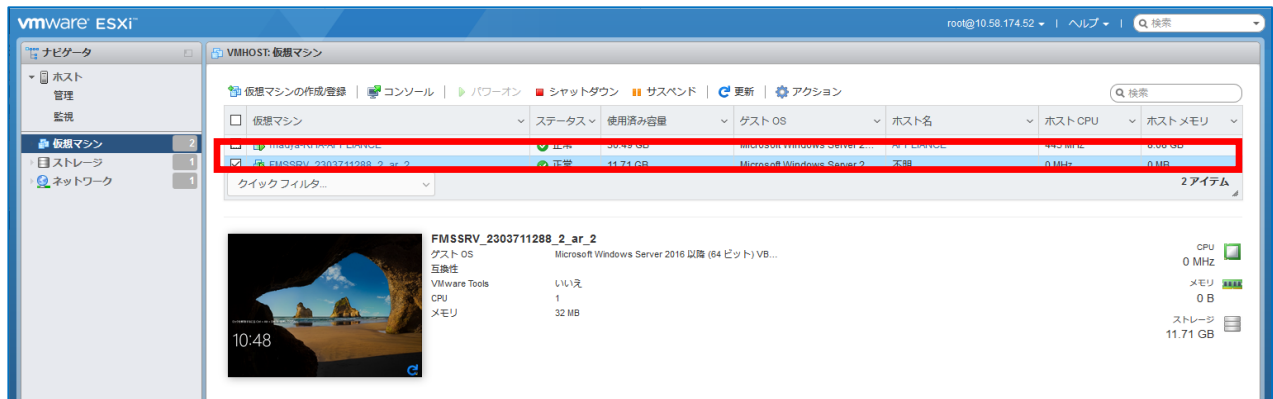 vmware ESXi™
root@10.58.174.52 | ヘルプ | 検索
ナビゲータ
VMHOST: 仮想マシン
ホスト
管理
監視
仮想マシン 2
ストレージ 1
ネットワーク 1
仮想マシンの作成/登録 | コンソール | パワーオン シャットダウン サスペンド | 更新 | アクション
検索
仮想マシン ステータス 使用済み容量 ゲスト OS ホスト名 ホスト CPU ホスト メモリ
正常 Microsoft Windows Server 2... APPLIANCE
FMSSRV_2303711288_2_ar_2 正常 11.71 GB Microsoft Windows Server 2... 不明 0 MHz 0 MB
クイック フィルタ...
2 アイテム
FMSSRV_2303711288_2_ar_2
ゲスト OS Microsoft Windows Server 2016 以降 (64 ビット) VB...
互換性
VMware Tools いいえ
CPU 1
メモリ 32 MB
10:48
CPU
0 MHz
メモリ
0 B
ストレージ
11.71 GB